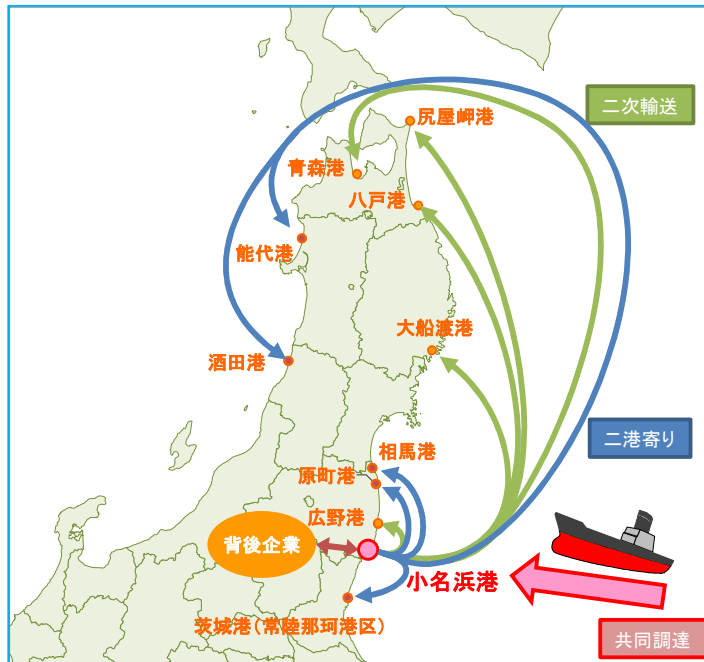 二次輸送
尻屋岬港
青森港
八戸港
能代港
大船渡港
酒田港
二港寄り
相馬港
原町港
広野港
背後企業
小名浜港
茨城港(常陸那珂港区)
共同調達